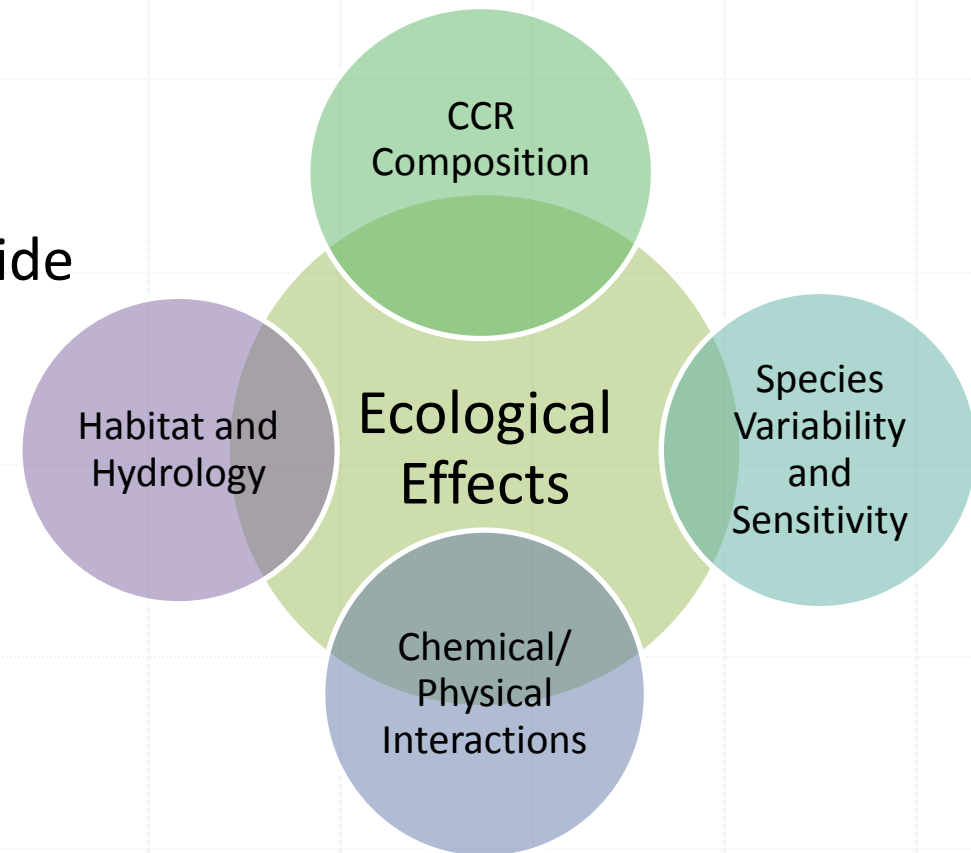 CCR
Composition
ide
Habitat and
Hydrology
Ecological
Effects
Species
Variability
and
Sensitivity
Chemical/
Physical
Interactions